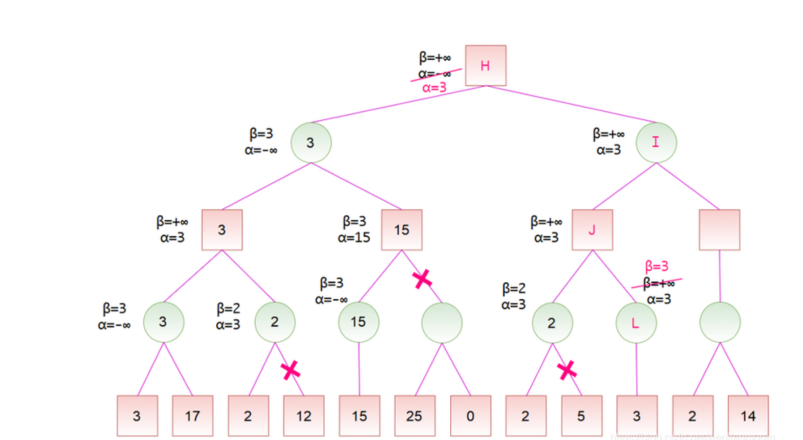 β=+∞
α=-∞
α=3
H
β=3
α=-∞
3
β=+∞
α=3
I
β=+∞
α=3
3
β=3
α=15
15
β=+∞
α=3
J
β=3
β=+∞
α=3
β=3
α=-∞
3
β=2
α=3
2
β=3
α=-∞
15
β=2
α=3
2
L
3
17
2
12
15
25
0
2
5
3
2
14